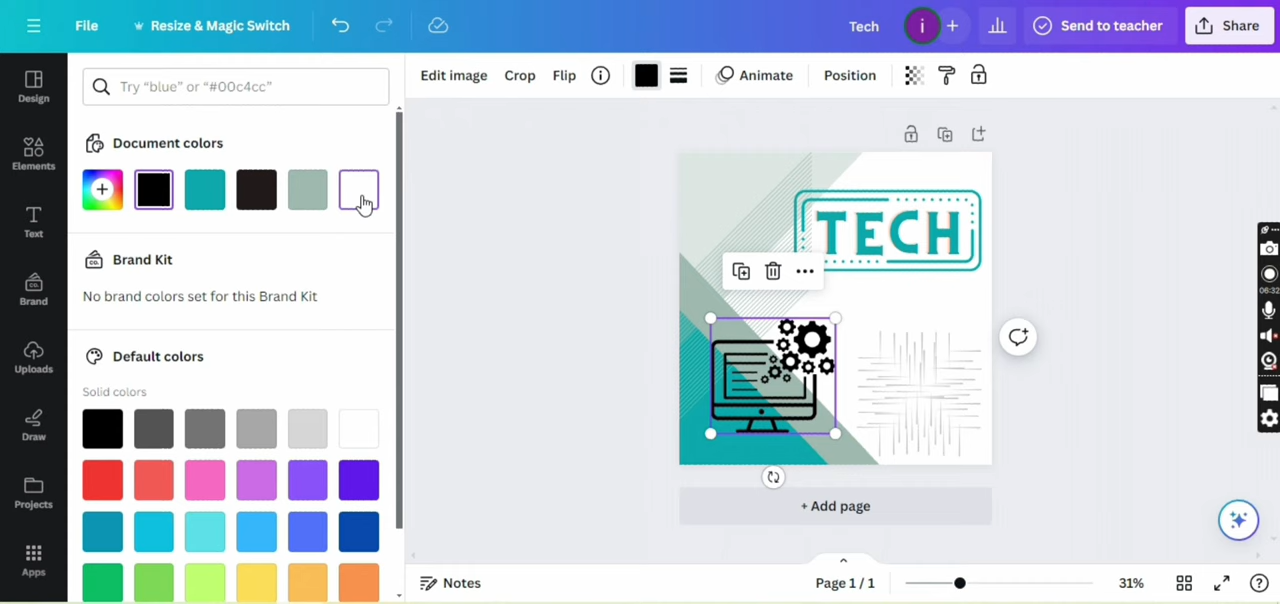 File
Resize & Magic Switch
Tech
i
Send to teacher
Share
Design
Elements
Text
Brand
Uploads
Draw
Projects
Apps
Try “blue” or “#00c4cc”
Document colors
Brand Kit
No brand colors set for this Brand Kit
Default colors
Solid colors
Edit image
Crop
Flip
Animate
Position
TECH
+ Add page
Notes
Page 1 / 1
31%
06:32